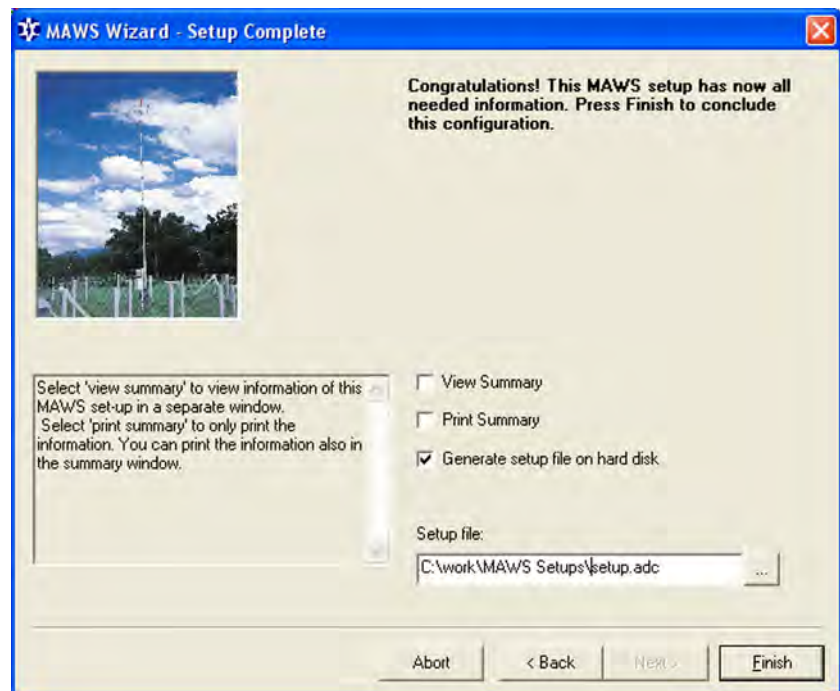 MAWS Wizard - Setup Complete
Congratulations! This MAWS setup has now all
needed information. Press Finish to conclude
this configuration.
Select 'view summary' to view information of this
MAWS set-up in a separate window.
Select 'print summary' to only print the
information. You can print the information also in
the summary window.
View Summary
Print Summary
Generate setup file on hard disk
Setup file:
C:\work\MAWS Setups\setup.adc
...
Abort
< Back
Next >
Finish